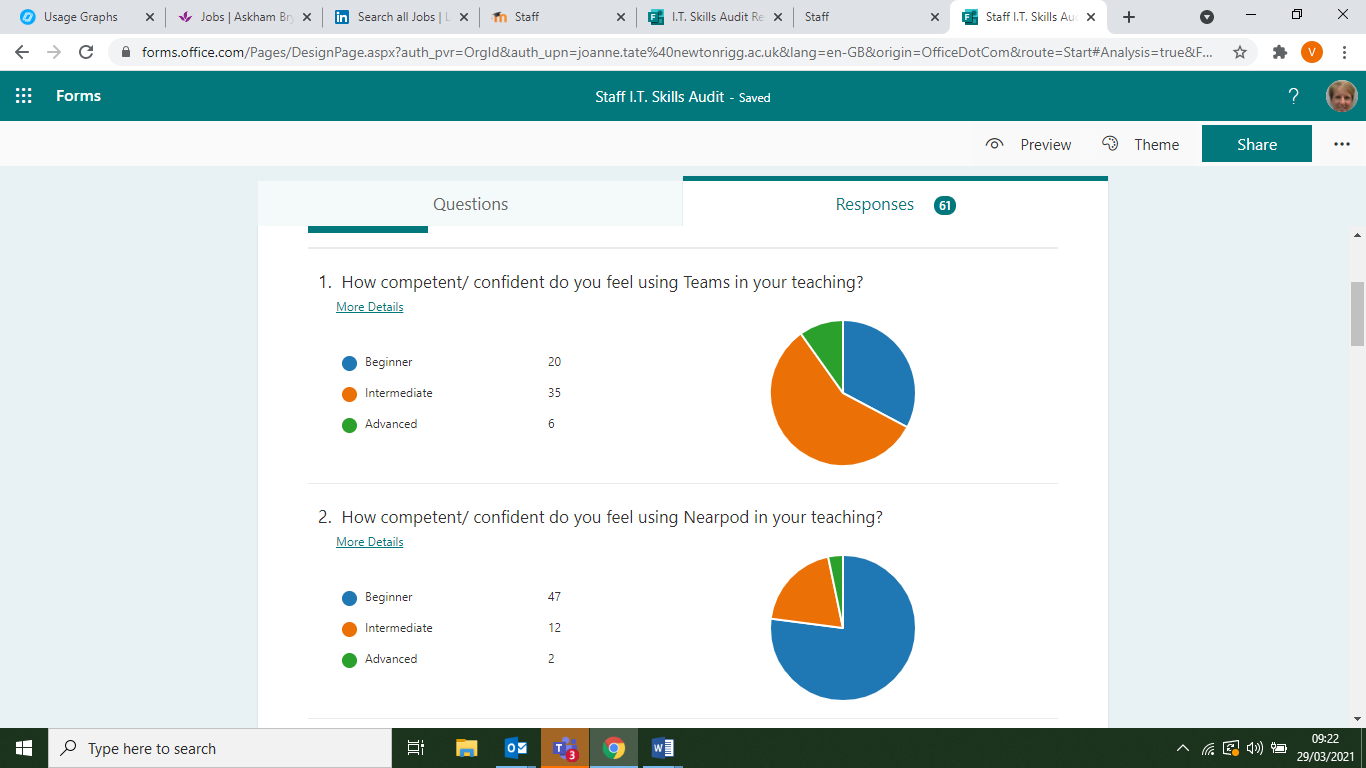 Usage Graphs
Jobs | Askham Br
Search all Jobs | L
Staff
I.T. Skills Audit Re
Staff
Staff I.T. Skills Au
forms.office.com/Pages/DesignPage.aspx?auth_pvr=OrgId&auth_upn=joanne.tate%40newtonrigg.ac.uk&lang=en-GB&origin=OfficeDotCom&route=Start#Analysis=true&F...
V
Forms
Staff I.T. Skills Audit - Saved
?
Preview
Theme
Share
Questions
Responses 61
1. How competent/ confident do you feel using Teams in your teaching?
More Details
Beginner 20
Intermediate 35
Advanced 6
2. How competent/ confident do you feel using Nearpod in your teaching?
More Details
Beginner 47
Intermediate 12
Advanced 2
Type here to search
3
09:22
29/03/2021